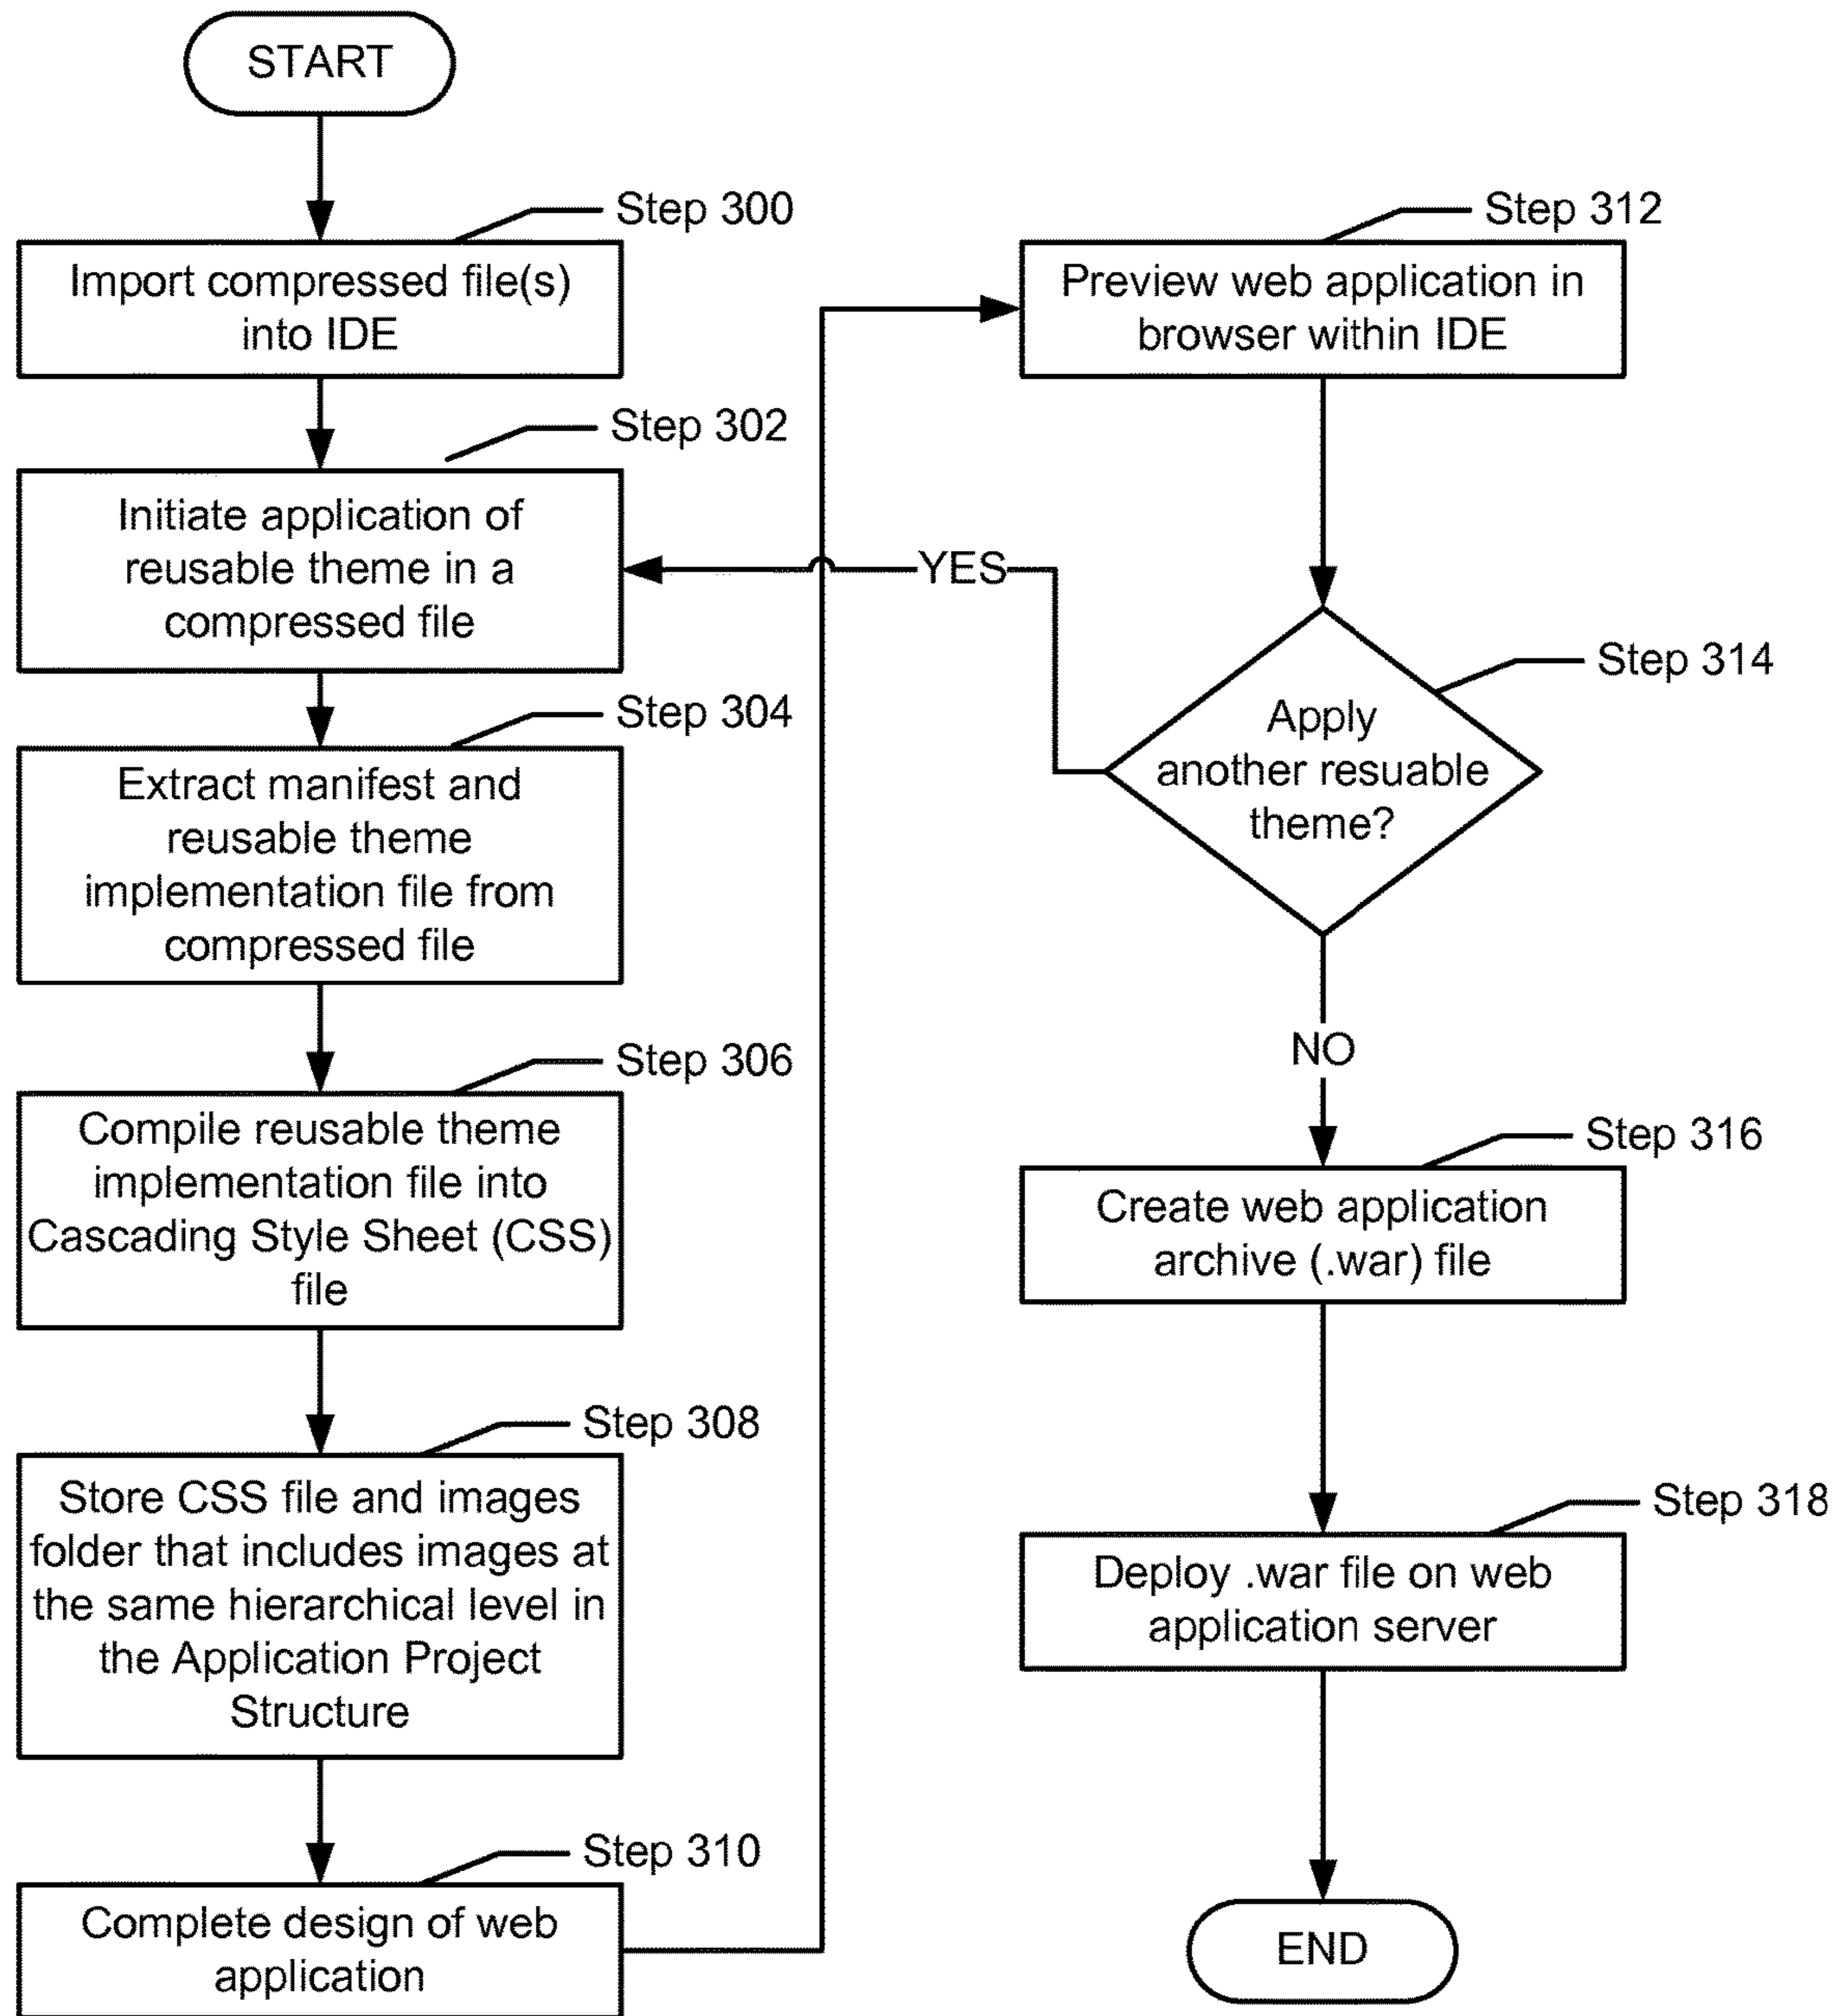 START
Step 300
Import compressed file(s)
into IDE
Step 302
Initiate application of
reusable theme in a
compressed file
Step 304
Extract manifest and
reusable theme
implementation file from
compressed file
Step 306
Compile reusable theme
implementation file into
Cascading Style Sheet (CSS)
file
Step 308
Store CSS file and images
folder that includes images at
the same hierarchical level in
the Application Project
Structure
Step 310
Complete design of web
application
Step 312
Preview web application in
browser within IDE
YES
Step 314
Apply
another resuable
theme?
NO
Step 316
Create web application
archive (.war) file
Step 318
Deploy .war file on web
application server
END